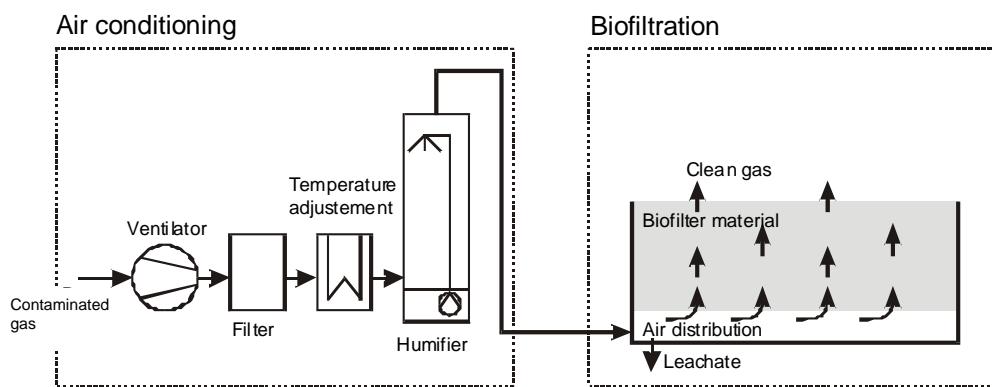 Air conditioning
Biofiltration
Clean gas
Temperature
adjustement
Biofilter material
Ventilator
Contaminated
gas
Filter
Air distribution
Humifier
Leachate